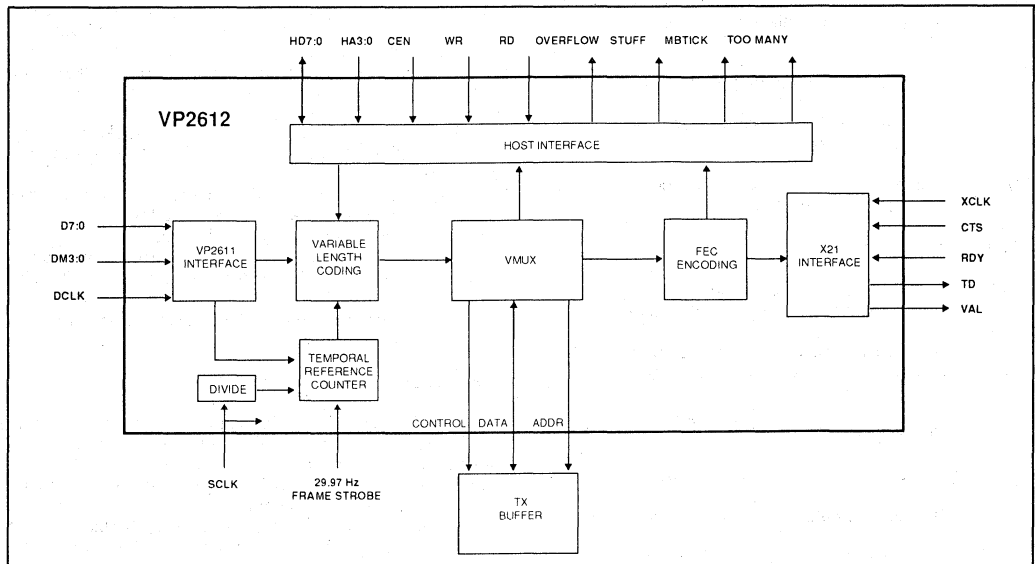 HD7:0 HA3:0 CEN WR RD OVERFLOW STUFF MBTICK TOO MANY
VP2612
HOST INTERFACE
D7:0
DM3:0
DCLK
VP2611
INTERFACE
VARIABLE
LENGTH
CODING
VMUX
FEC
ENCODING
X21
INTERFACE
XCLK
CTS
RDY
TD
VAL
TEMPORAL
REFERENCE
COUNTER
DIVIDE
CONTROL DATA ADDR
SCLK
29.97 Hz
FRAME STROBE
TX
BUFFER